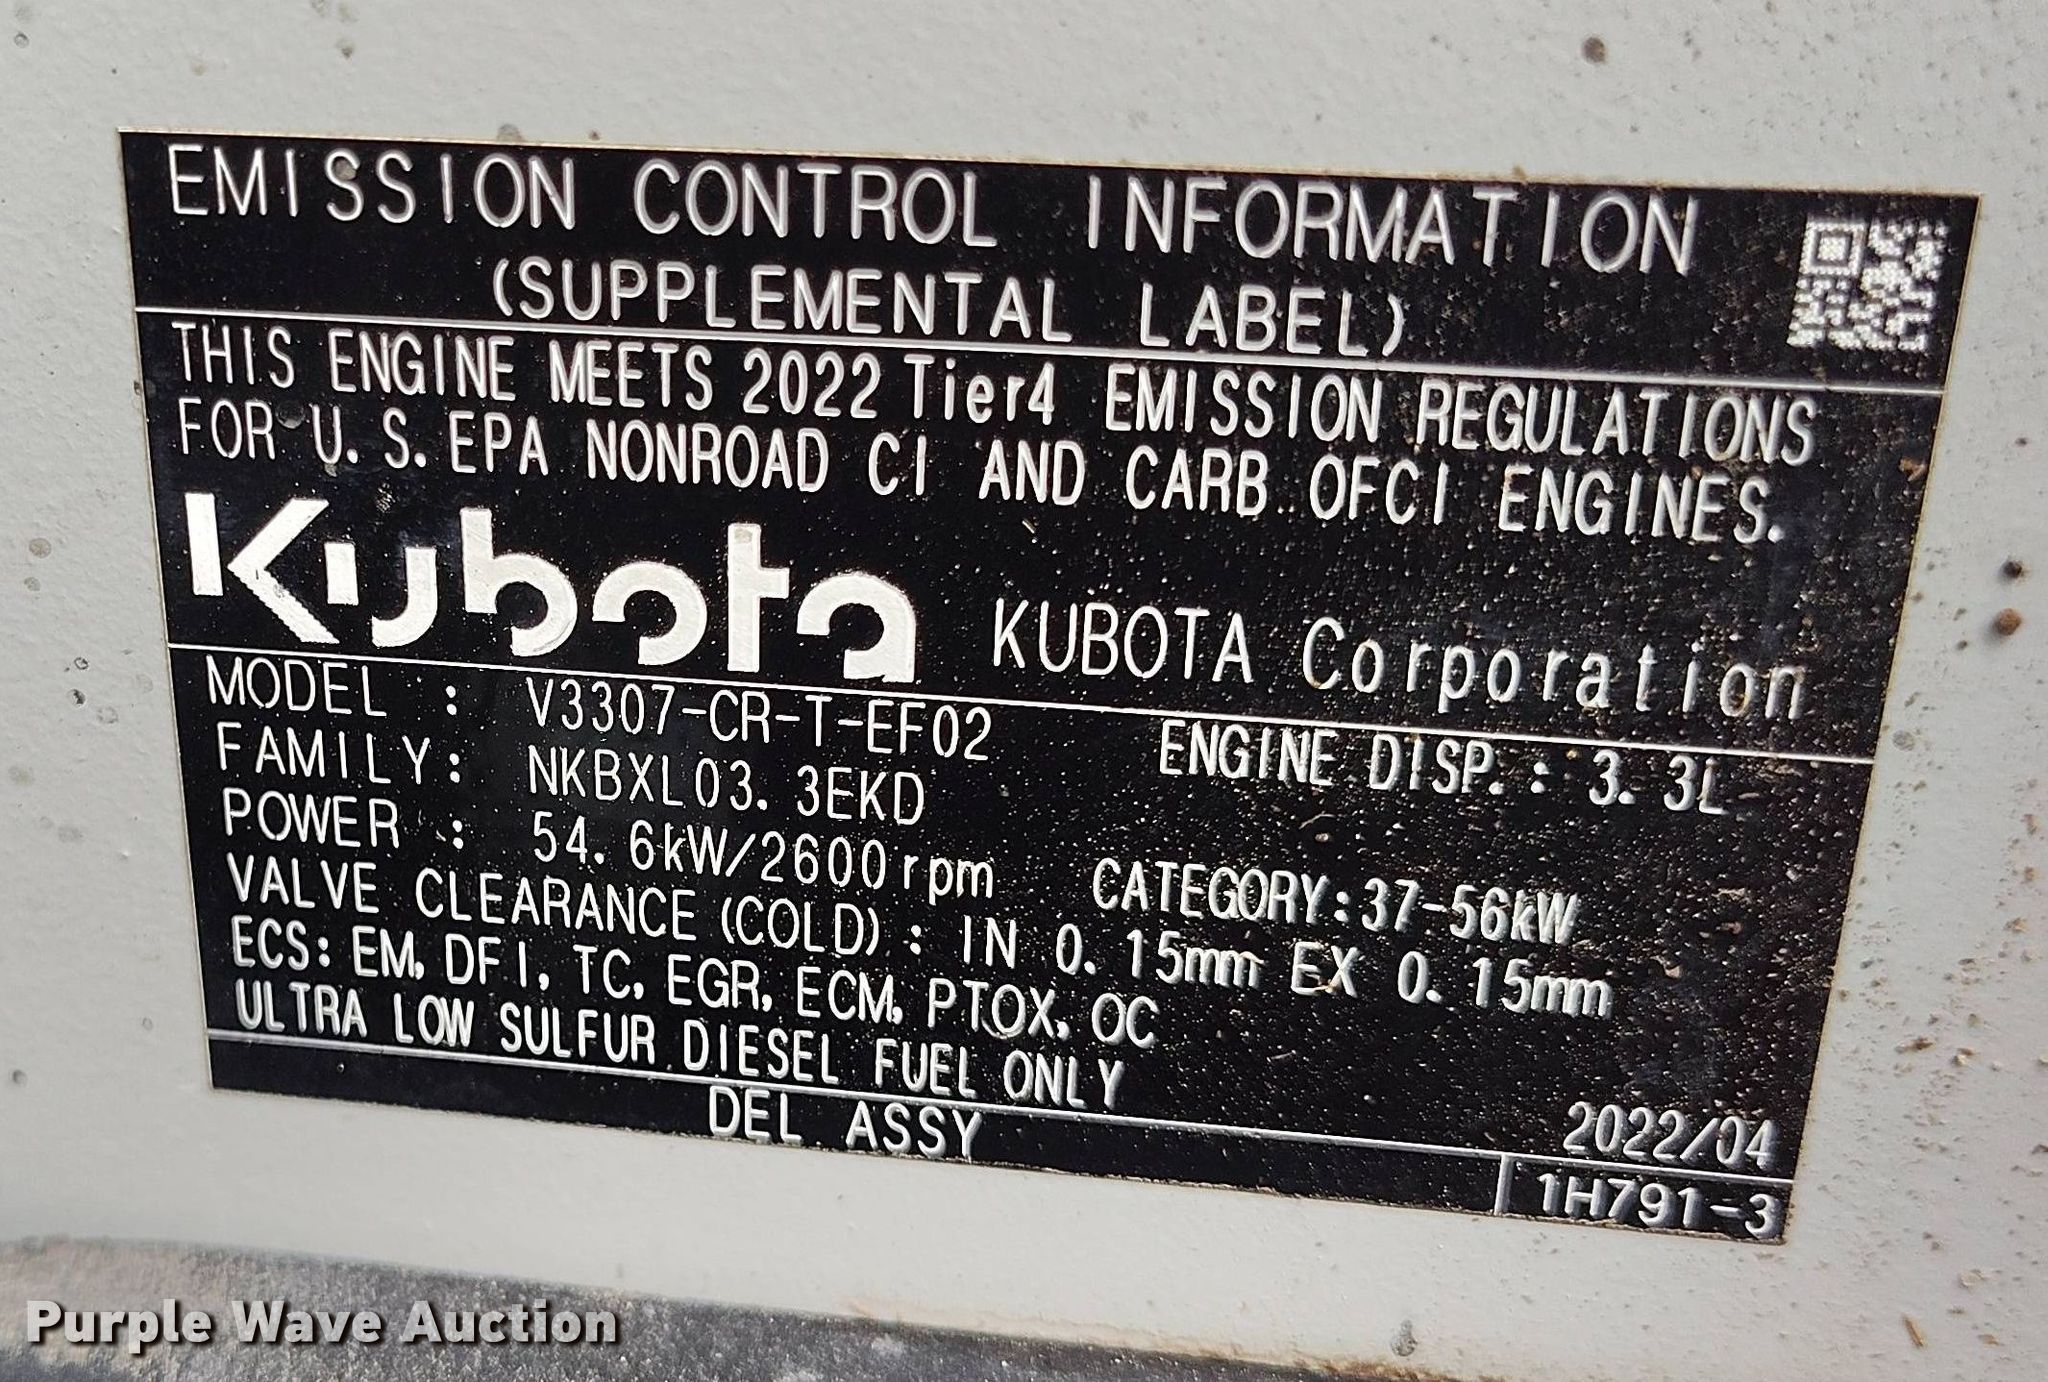 EMISSION CONTROL INFORMATION
(SUPPLEMENTAL LABEL)
THIS ENGINE MEETS 2022 Tier4 EMISSION REGULATIONS
FOR U.S.EPA NONROAD CI AND CARB OFCI ENGINES.
Kubota KUBOTA Corporation
MODEL : V3307-CR-T-EF02 ENGINE DISP.: 3.3L
FAMILY: NKBXL03.3EKD
POWER : 54.6kW/2600rpm CATEGORY:37-56kW
VALVE CLEARANCE(COLD): IN 0.15mm EX 0.15mm
ECS: EM, DFI, TC, EGR, ECM, PTOX, OC
ULTRA LOW SULFUR DIESEL FUEL ONLY
2022/04
DEL ASSY
1H791-3
Purple Wave Auction